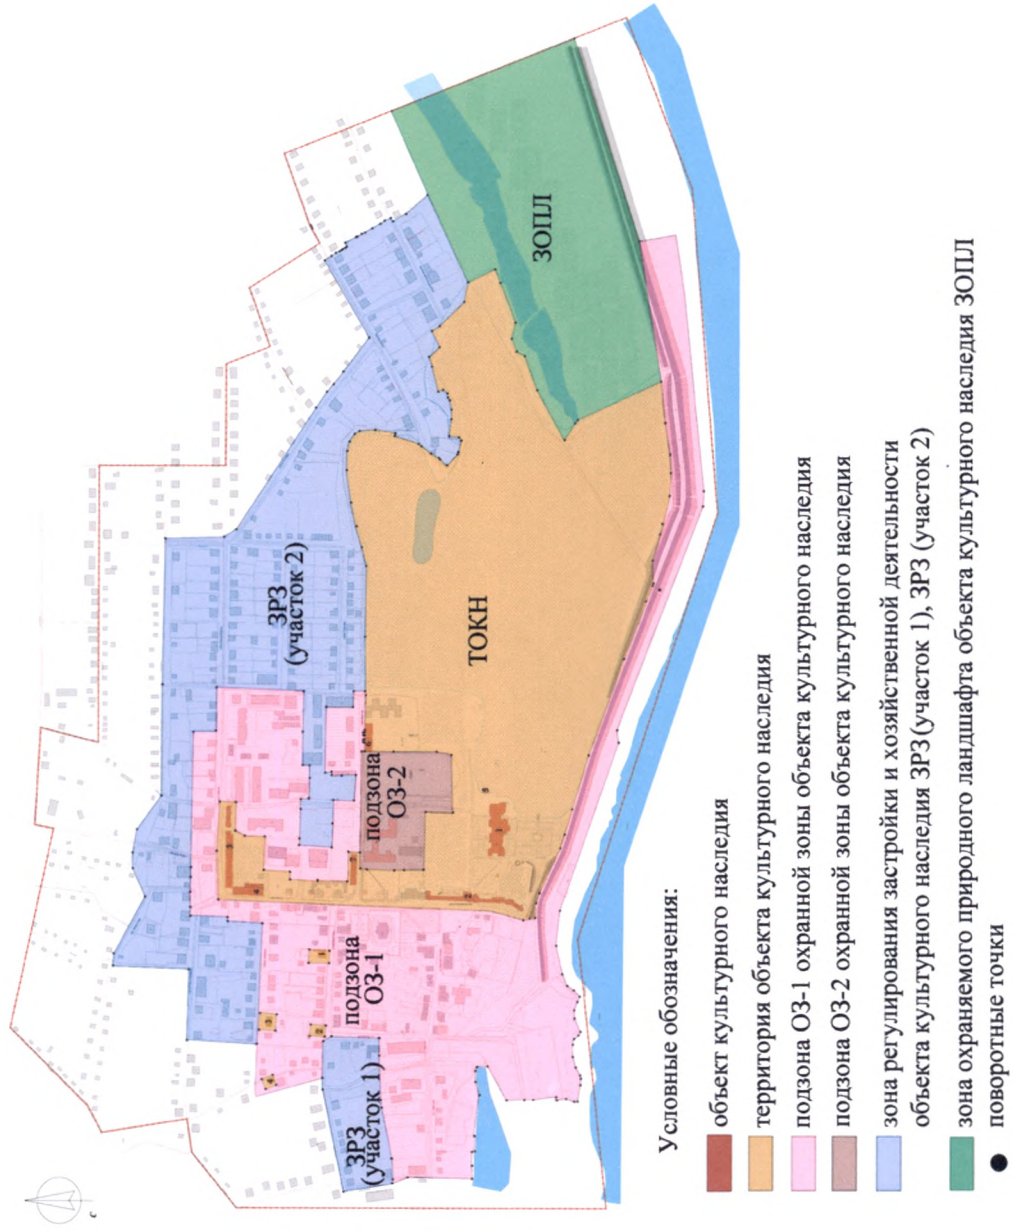 с
ЗОПЛ
ЗРЗ
(участок 2)
ТОКН
подзона
ОЗ-2
подзона
ОЗ-1
ЗРЗ
(участок 1)
Условные обозначения:
объект культурного наследия
территория объекта культурного наследия
подзона ОЗ-1 охранной зоны объекта культурного наследия
подзона ОЗ-2 охранной зоны объекта культурного наследия
зона регулирования застройки и хозяйственной деятельности
объекта культурного наследия ЗРЗ (участок 1), ЗРЗ (участок 2)
зона охраняемого природного ландшафта объекта культурного наследия ЗОПЛ
поворотные точки